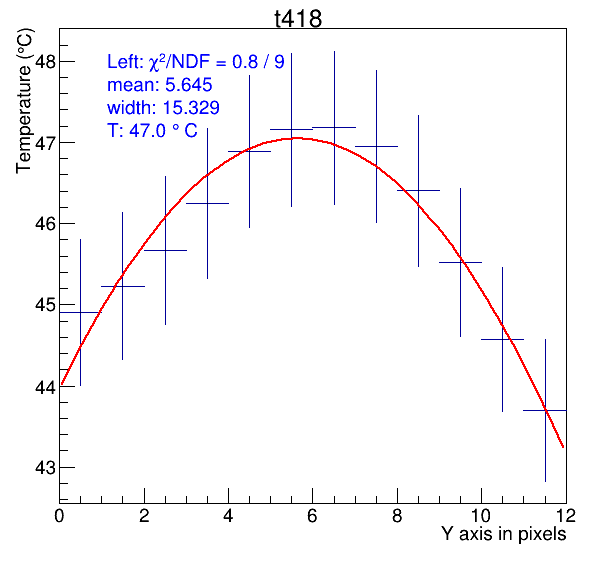 t418
Temperature (°C)
Left: χ²/NDF = 0.8 / 9
mean: 5.645
width: 15.329
T: 47.0 ° C
48
47
46
45
44
43
0 2 4 6 8 10 12
Y axis in pixels